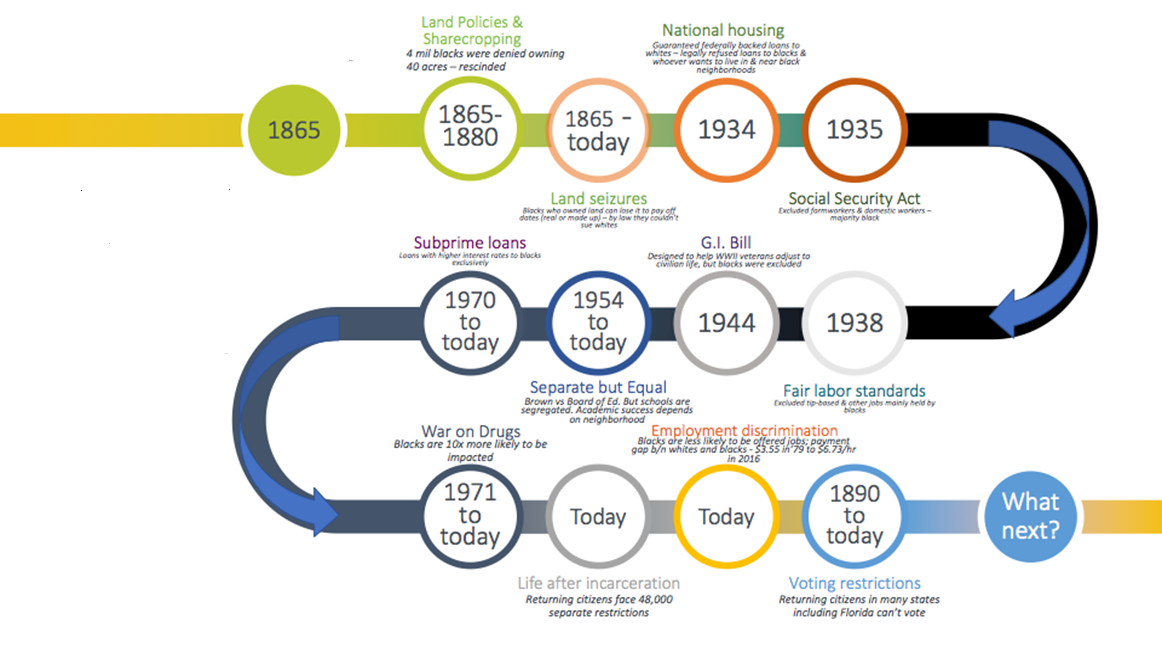 Land Policies &
Sharecropping
4 mil blacks were denied owning
40 acres – rescinded
National housing
Guaranteed federally backed loans to
whites – legally refused loans to blacks &
whoever wants to live in & near black
neighborhoods
1865
1865-
1880
1865 –
today
1934
1935
Land seizures
Blacks who owned land can lose it to pay off
dates (real or made up) – by law they couldn't
sue whites
Social Security Act
Excluded farmworkers & domestic workers –
majority black
Subprime loans
Loans with higher interest rates to blacks
exclusively
G.I. Bill
Designed to help WWII veterans adjust to
civilian life, but blacks were excluded
1970
to
today
1954
to
today
1944
1938
Separate but Equal
Brown vs Board of Ed. But schools are
segregated. Academic success depends
on neighborhood
Fair labor standards
Excluded tip-based & other jobs mainly held by
blacks
War on Drugs
Blacks are 10x more likely to be
impacted
Employment discrimination
Blacks are less likely to be offered jobs; payment
gap b/n whites and blacks - $3.55 in'79 to $6.73/hr
in 2016
1971
to
today
Today
Today
1890
to
today
What
next?
Life after incarceration
Returning citizens face 48,000
separate restrictions
Voting restrictions
Returning citizens in many states
including Florida can't vote